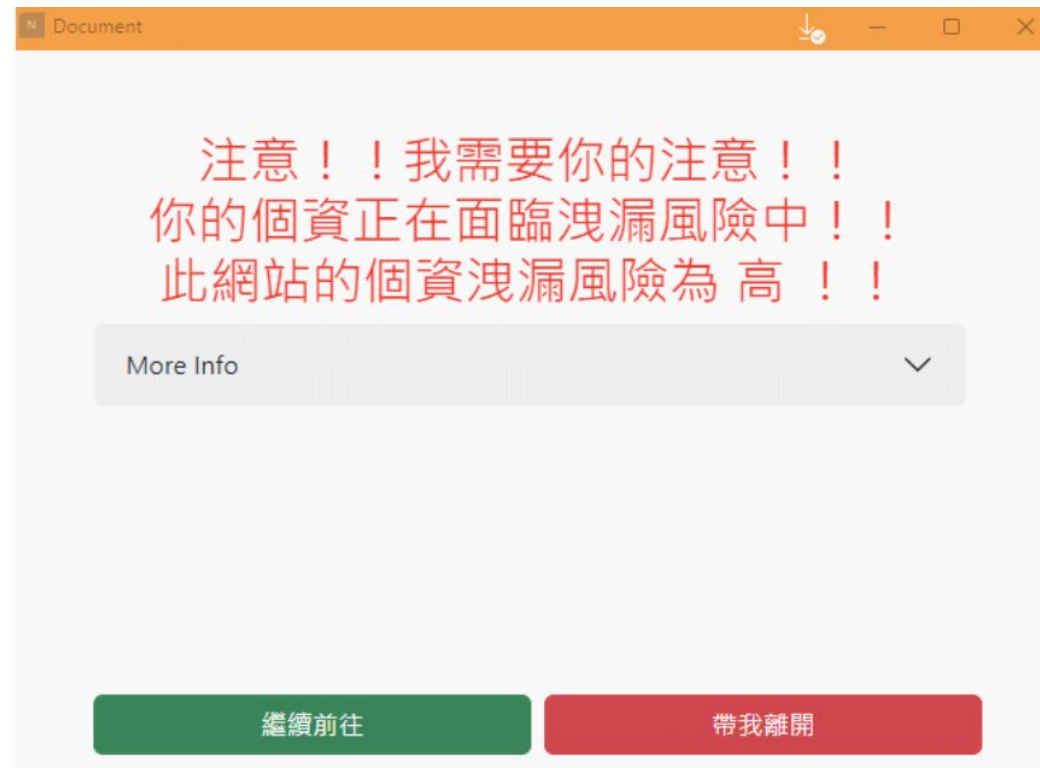 N Document
注意！！我需要你的注意！！
你的個資正在面臨洩漏風險中！！
此網站的個資洩漏風險為 高 ！！
More Info
繼續前往
帶我離開